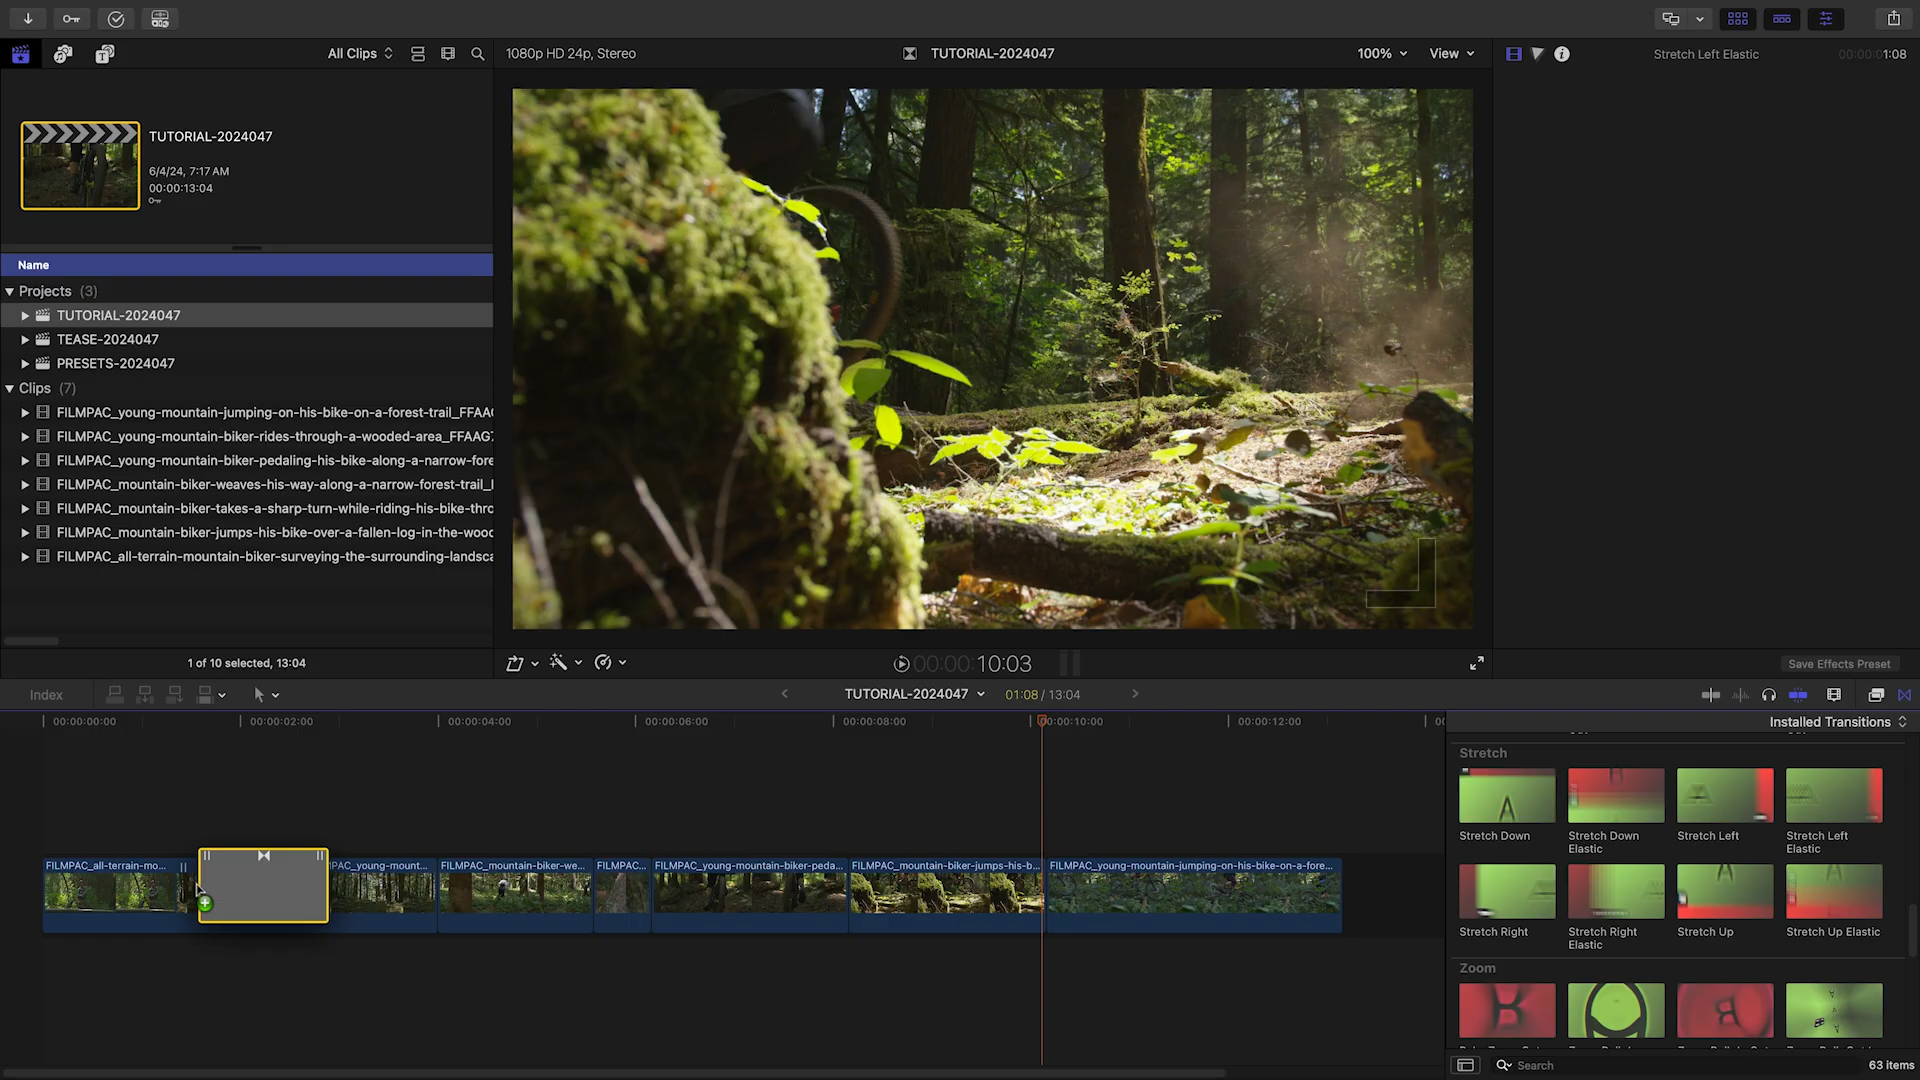 All Clips
1080p HD 24p, Stereo
TUTORIAL-2024047
100%
View
Stretch Left Elastic
00:00:01:08
TUTORIAL-2024047
6/4/24, 7:17 AM
00:00:13:04
Name
Projects (3)
TUTORIAL-2024047
TEASE-2024047
PRESETS-2024047
Clips (7)
FILMPAC_young-mountain-jumping-on-his-bike-on-a-forest-trail_FFAA
FILMPAC_young-mountain-biker-rides-through-a-wooded-area_FFAAG
FILMPAC_young-mountain-biker-pedaling-his-bike-along-a-narrow-fore
FILMPAC_mountain-biker-weaves-his-way-along-a-narrow-forest-trail_
FILMPAC_mountain-biker-takes-a-sharp-turn-while-riding-his-bike-thro
FILMPAC_mountain-biker-jumps-his-bike-over-a-fallen-log-in-the-wood
FILMPAC_all-terrain-mountain-biker-surveying-the-surrounding-landsca
1 of 10 selected, 13:04
00:00:10:03
Save Effects Preset
Index
TUTORIAL-2024047
01:08 / 13:04
00:00:00:00
00:00:02:00
00:00:04:00
00:00:06:00
00:00:08:00
00:00:10:00
00:00:12:00
Installed Transitions
FILMPAC_all-terrain-mo...
PAC_young-mount...
FILMPAC_mountain-biker-we...
FILMPAC...
FILMPAC_young-mountain-biker-peda...
FILMPAC_mountain-biker-jumps-his-b...
FILMPAC_young-mountain-jumping-on-his-bike-on-a-fore...
Stretch
Stretch Down
Stretch Down Elastic
Stretch Left
Stretch Left Elastic
Stretch Right
Stretch Right Elastic
Stretch Up
Stretch Up Elastic
Zoom
Search
63 items